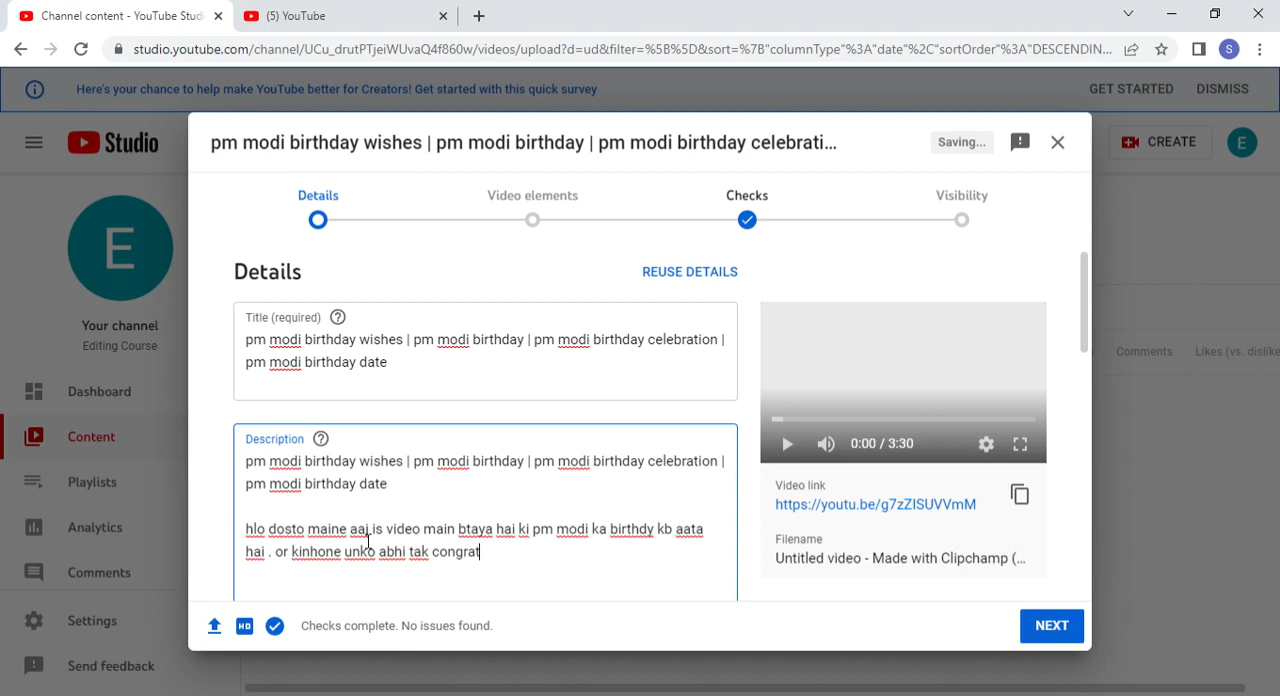 Channel content - YouTube Studi
(5) YouTube
studio.youtube.com/channel/UCu_drutPTjeiWUvaQ4f860w/videos/upload?d=ud&filter=%5B%5D&sort=%7B"columnType"%3A"date"%2C"sortOrder"%3A"DESCENDIN...
S
Here's your chance to help make YouTube better for Creators! Get started with this quick survey
GET STARTED
DISMISS
Studio
CREATE
E
pm modi birthday wishes | pm modi birthday | pm modi birthday celebrati...
Saving...
Details
Video elements
Checks
Visibility
E
Your channel
Editing Course
Dashboard
Content
Playlists
Analytics
Comments
Settings
Send feedback
Details
REUSE DETAILS
Title (required)
pm modi birthday wishes | pm modi birthday | pm modi birthday celebration |
pm modi birthday date
Description
pm modi birthday wishes | pm modi birthday | pm modi birthday celebration |
pm modi birthday date
hlo dosto maine aaj is video main btaya hai ki pm modi ka birthdy kb aata
hai . or kinhone unko abhi tak congrat
0:00 / 3:30
Video link
https://youtu.be/g7zZISUVVmM
Filename
Untitled video - Made with Clipchamp (...
Comments
Likes (vs. dislike
HD
Checks complete. No issues found.
NEXT